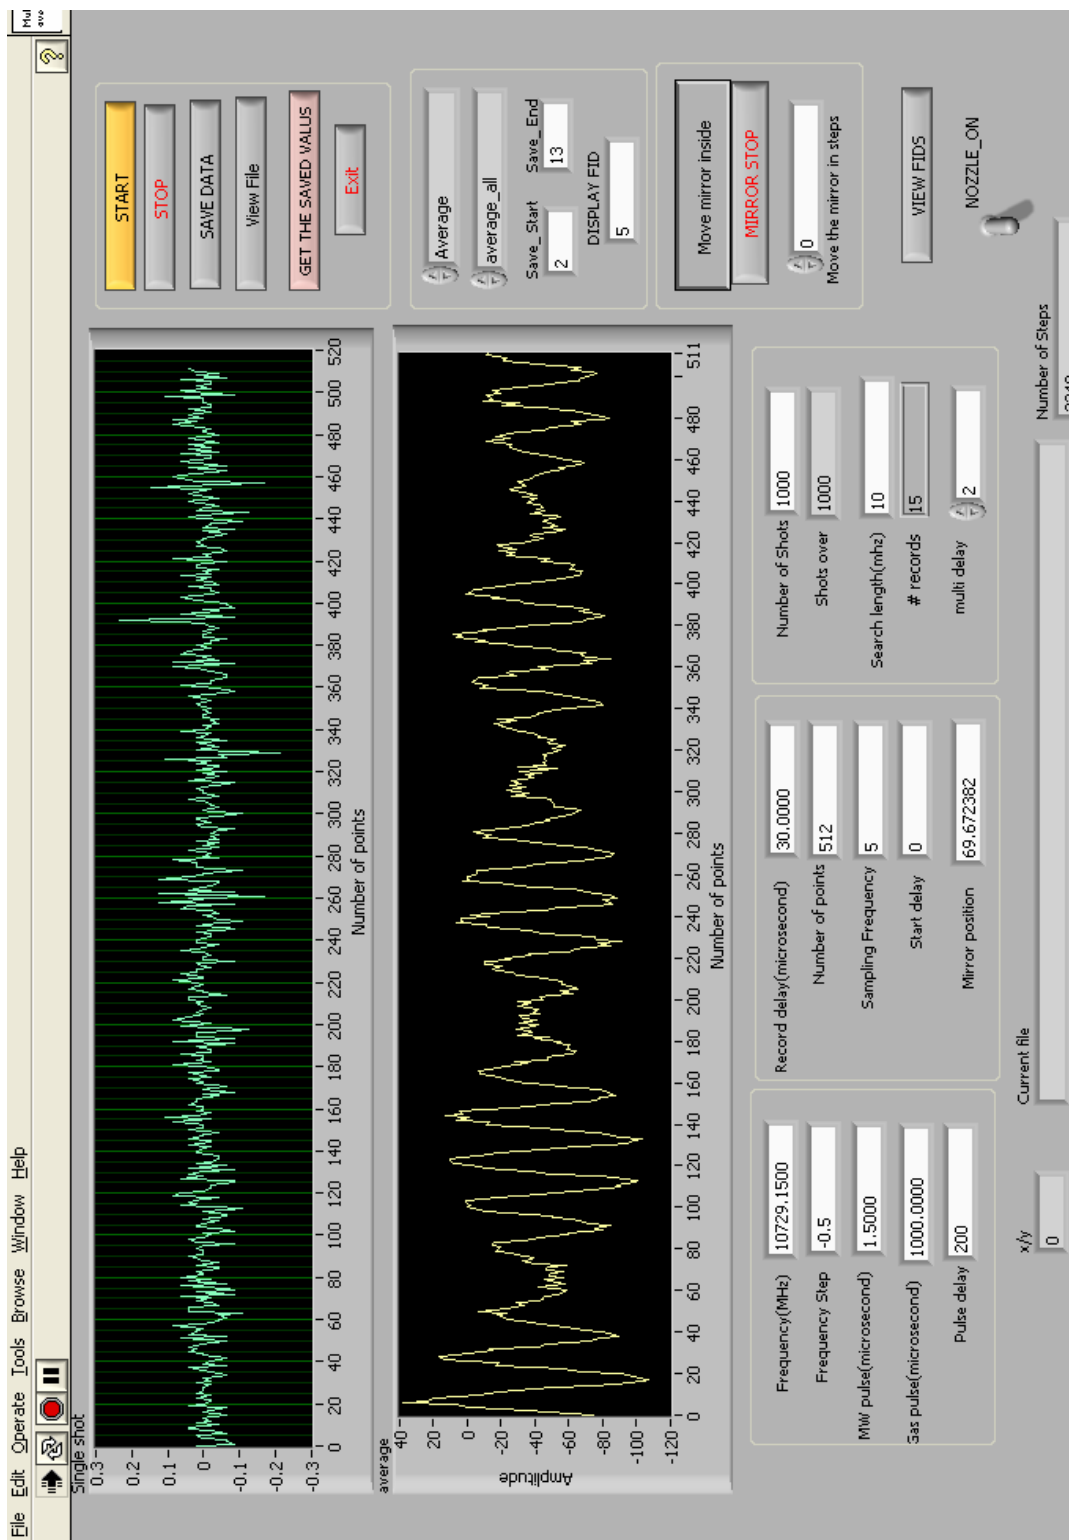 File Edit Operate Tools Browse Window Help
Mul
ave
Single shot
0.3
0.2
0.1
0
-0.1
-0.2
-0.3
0 20 40 60 80 100 120 140 160 180 200 220 240 260 280 300 320 340 360 380 400 420 440 460 480 500 520
Number of points
average
Amplitude
40
20
0
-20
-40
-60
-80
-100
-120
0 20 40 60 80 100 120 140 160 180 200 220 240 260 280 300 320 340 360 380 400 420 440 460 480 511
Number of points
START
STOP
SAVE DATA
View File
GET THE SAVED VALUS
Exit
Average
average_all
Save_Start Save_End
2 13
DISPLAY FID
5
Move mirror inside
MIRROR STOP
0
Move the mirror in steps
VIEW FIDS
NOZZLE_ON
Frequency(MHz) 10729.1500
Frequency Step -0.5
MW pulse(microsecond) 1.5000
Gas pulse(microsecond) 1000.0000
Pulse delay 200
Record delay(microsecond) 30.0000
Number of points 512
Sampling Frequency 5
Start delay 0
Mirror position 69.672382
Number of Shots 1000
Shots over 1000
Search length(mhz) 10
# records 15
multi delay 2
x/y
0
Current file
Number of Steps